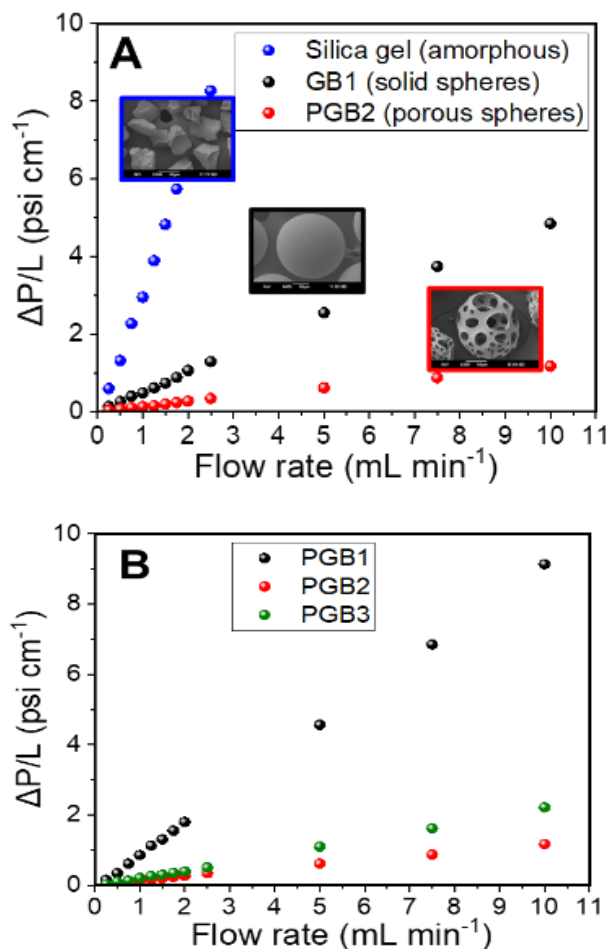 A
Silica gel (amorphous)
GB1 (solid spheres)
PGB2 (porous spheres)
ΔP/L (psi cm⁻¹)
10
8
6
4
2
0
0 1 2 3 4 5 6 7 8 9 10 11
Flow rate (mL min⁻¹)
B
PGB1
PGB2
PGB3
ΔP/L (psi cm⁻¹)
10
8
6
4
2
0
0 1 2 3 4 5 6 7 8 9 10 11
Flow rate (mL min⁻¹)